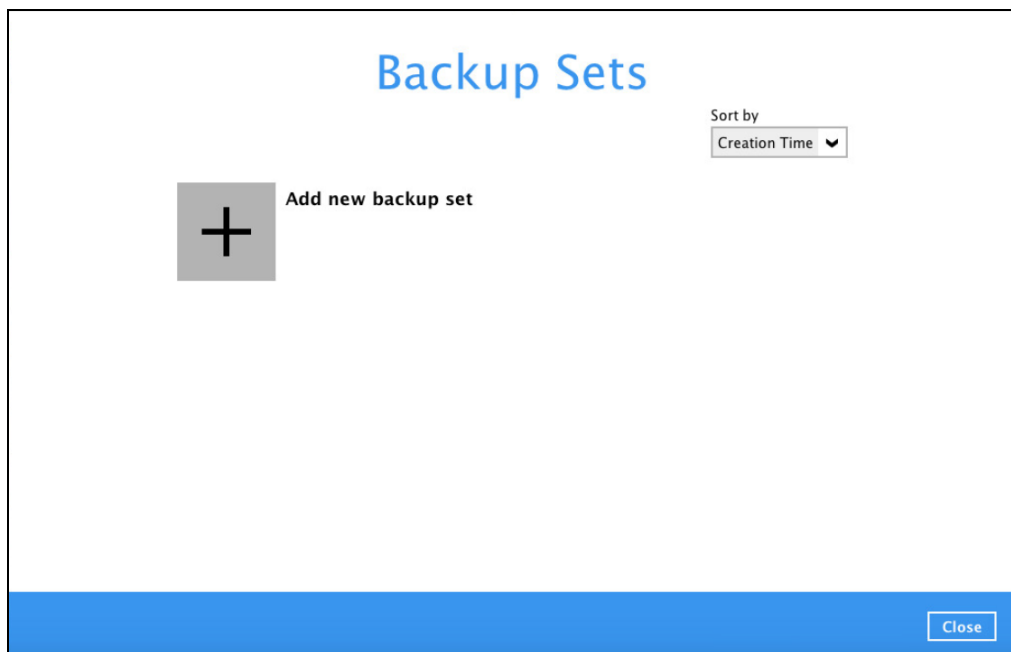 Backup Sets
Sort by
Creation Time
Add new backup set
Close